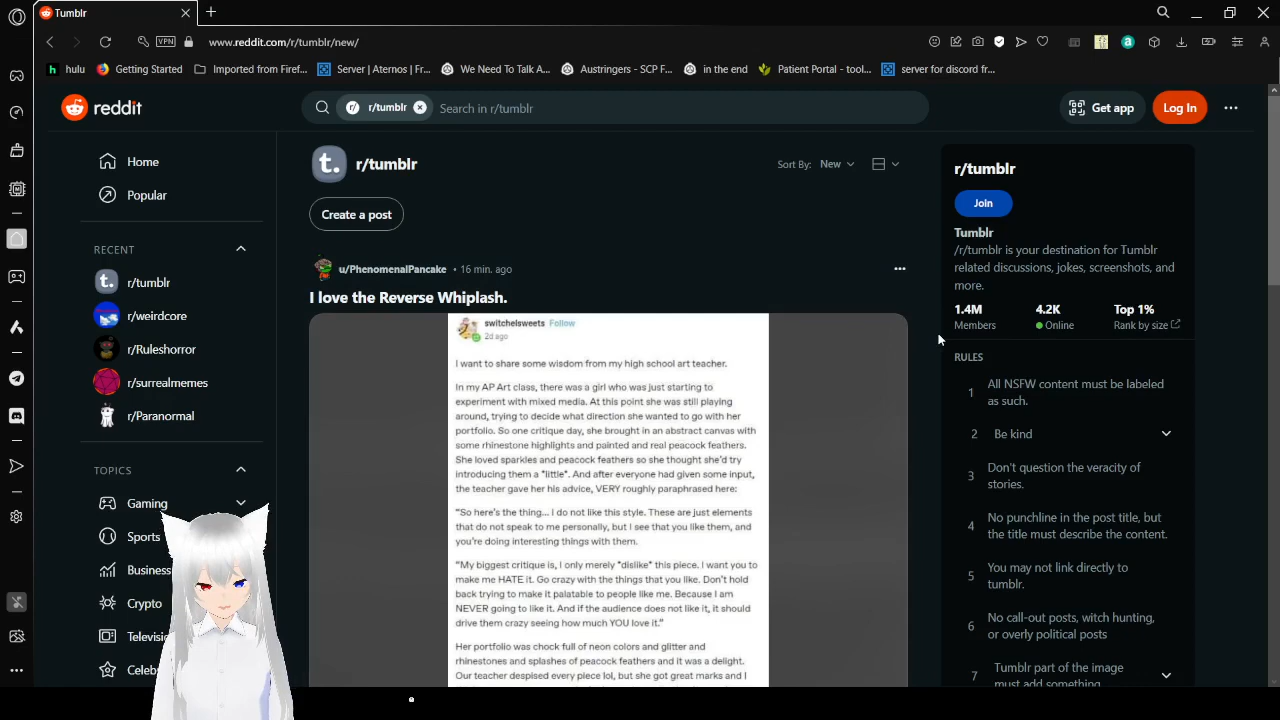 Tumblr
VPN
www.reddit.com/r/tumblr/new/
hulu
Getting Started
Imported from Firef...
Server | Aternos | Fr...
We Need To Talk A...
Austringers - SCP F...
in the end
Patient Portal - tool...
server for discord fr...
reddit
r/
r/tumblr
Search in r/tumblr
Get app
Log In
Home
Popular
RECENT
r/tumblr
r/weirdcore
r/Ruleshorror
r/surrealmemes
r/Paranormal
TOPICS
Gaming
Sports
Business
Crypto
Televisi
Celeb
t.
r/tumblr
Sort By: New
Create a post
u/PhenomenalPancake • 16 min. ago
I love the Reverse Whiplash.
switchelsweets Follow
2d ago
I want to share some wisdom from my high school art teacher.
In my AP Art class, there was a girl who was just starting to
experiment with mixed media. At this point she was still playing
around, trying to decide what direction she wanted to go with her
portfolio. So one critique day, she brought in an abstract canvas with
some rhinestone highlights and painted and real peacock feathers.
She loved sparkles and peacock feathers so she thought she'd try
introducing them a *little*. And after everyone had given some input,
the teacher gave her his advice, VERY roughly paraphrased here:
"So here's the thing... I do not like this style. These are just elements
that do not speak to me personally, but I see that you like them, and
you're doing interesting things with them.
"My biggest critique is, I only merely *dislike* this piece. I want you to
make me HATE it. Go crazy with the things that you like. Don't hold
back trying to make it palatable to people like me. Because I am
NEVER going to like it. And if the audience does not like it, it should
drive them crazy seeing how much YOU love it."
Her portfolio was chock full of neon colors and glitter and
rhinestones and splashes of peacock feathers and it was a delight.
Our teacher despised every piece lol, but she got great marks and I
r/tumblr
Join
Tumblr
/r/tumblr is your destination for Tumblr
related discussions, jokes, screenshots, and
more.
1.4M 4.2K Top 1%
Members Online Rank by size
RULES
1 All NSFW content must be labeled
as such.
2 Be kind
3 Don't question the veracity of
stories.
4 No punchline in the post title, but
the title must describe the content.
5 You may not link directly to
tumblr.
6 No call-out posts, witch hunting,
or overly political posts
7 Tumblr part of the image
must add something